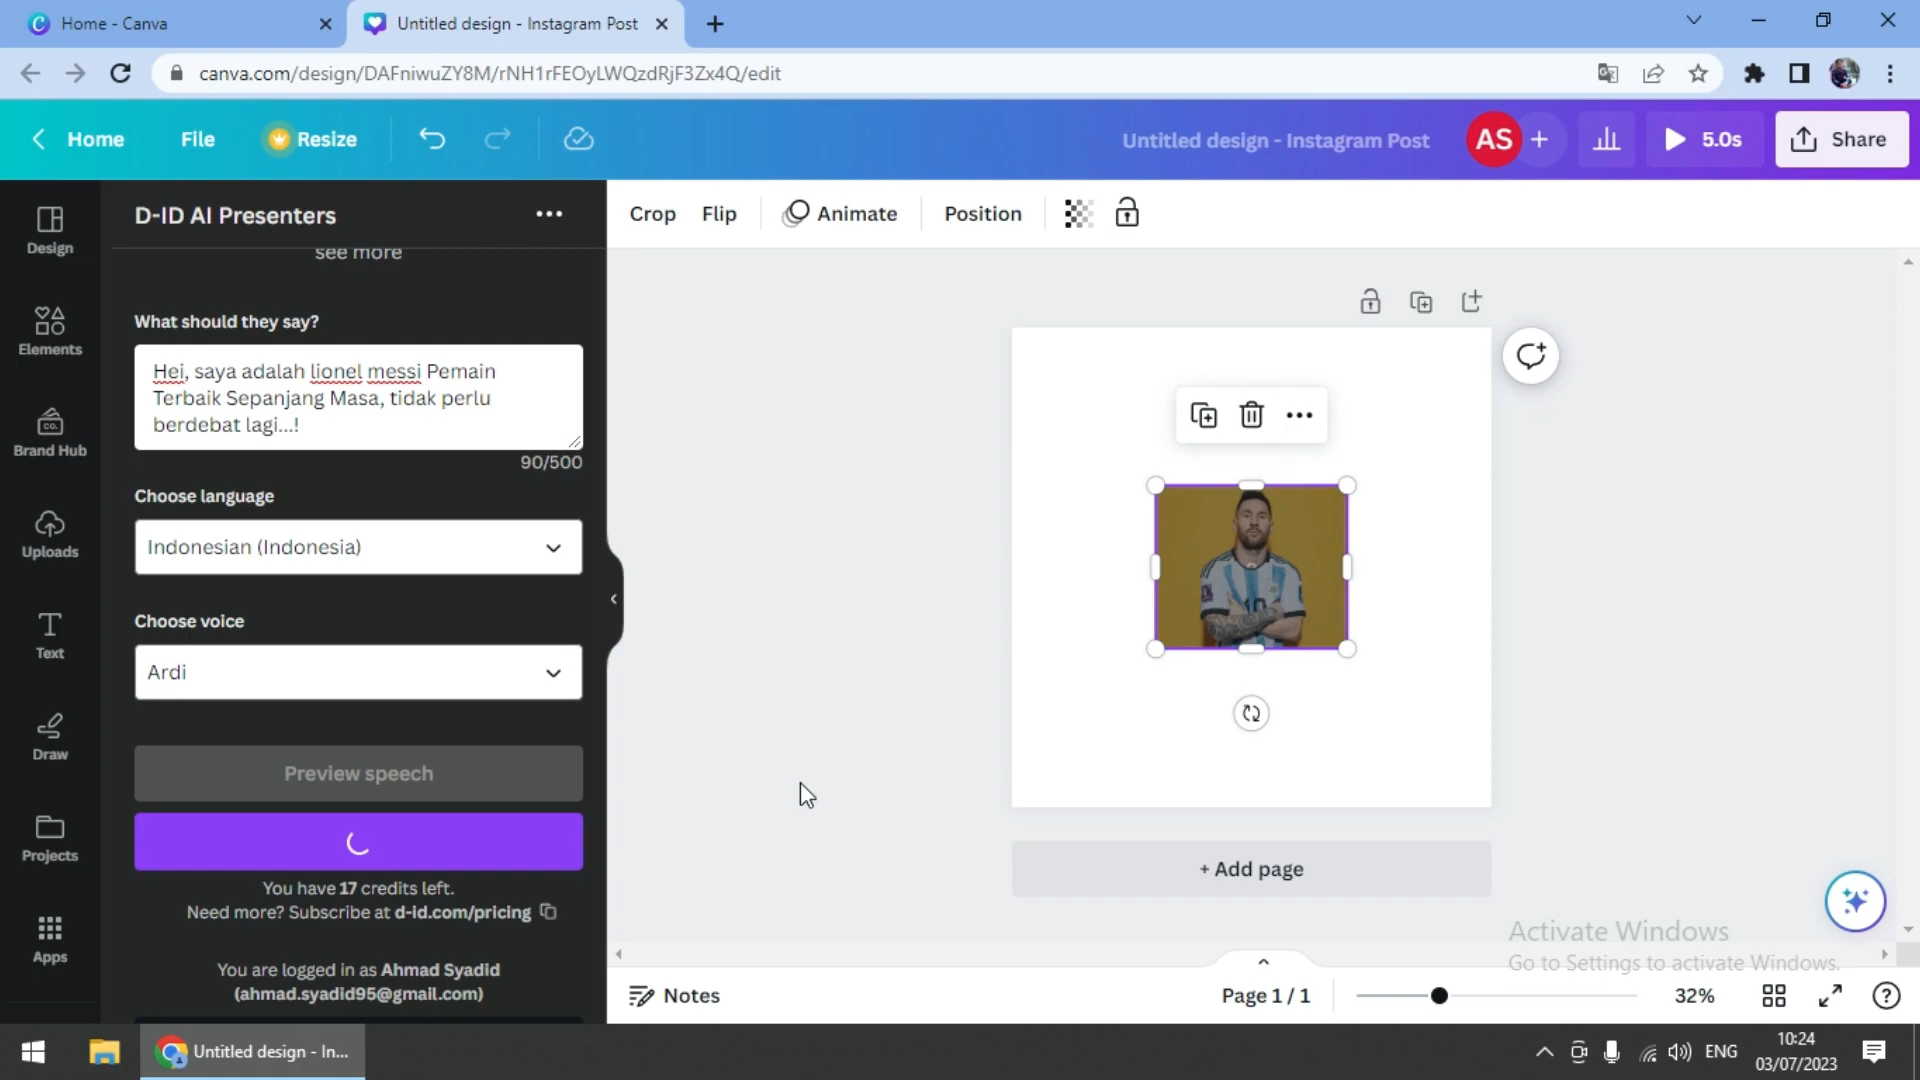 Home - Canva
Untitled design - Instagram Post
canva.com/design/DAFniwuZY8M/rNH1rFEOyLWQzdRjF3Zx4Q/edit
Home
File
Resize
Untitled design - Instagram Post
AS
5.0s
Share
Design
Elements
Brand Hub
Uploads
Text
Draw
Projects
Apps
D-ID AI Presenters
see more
What should they say?
Hei, saya adalah lionel messi Pemain
Terbaik Sepanjang Masa, tidak perlu
berdebat lagi...!
90/500
Choose language
Indonesian (Indonesia)
Choose voice
Ardi
Preview speech
You have 17 credits left.
Need more? Subscribe at d-id.com/pricing
You are logged in as Ahmad Syadid
(ahmad.syadid95@gmail.com)
Crop
Flip
Animate
Position
10
+ Add page
Activate Windows
Go to Settings to activate Windows.
Notes
Page 1 / 1
32%
Untitled design - In...
ENG
10:24
03/07/2023